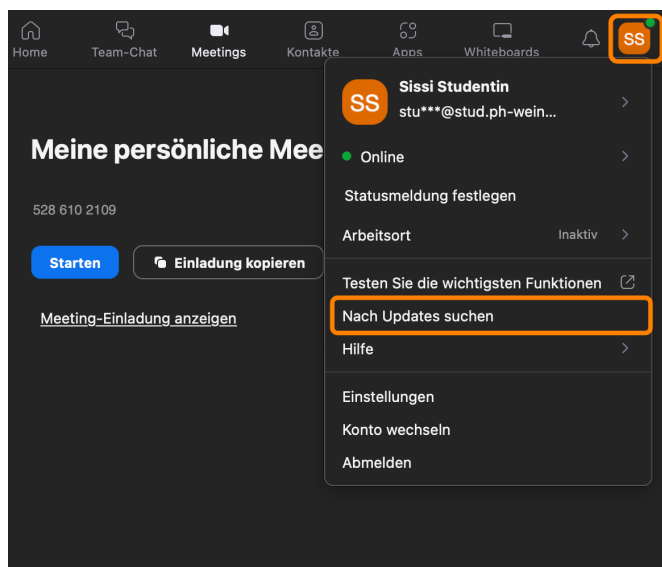 Home Team-Chat Meetings Kontakte Apps Whiteboards SS
SS Sissi Studentin
stu***@stud.ph-wein...
Online
Statusmeldung festlegen
Arbeitsort Inaktiv
Testen Sie die wichtigsten Funktionen
Nach Updates suchen
Hilfe
Einstellungen
Konto wechseln
Abmelden
Meine persönliche Mee
528 610 2109
Starten Einladung kopieren
Meeting-Einladung anzeigen